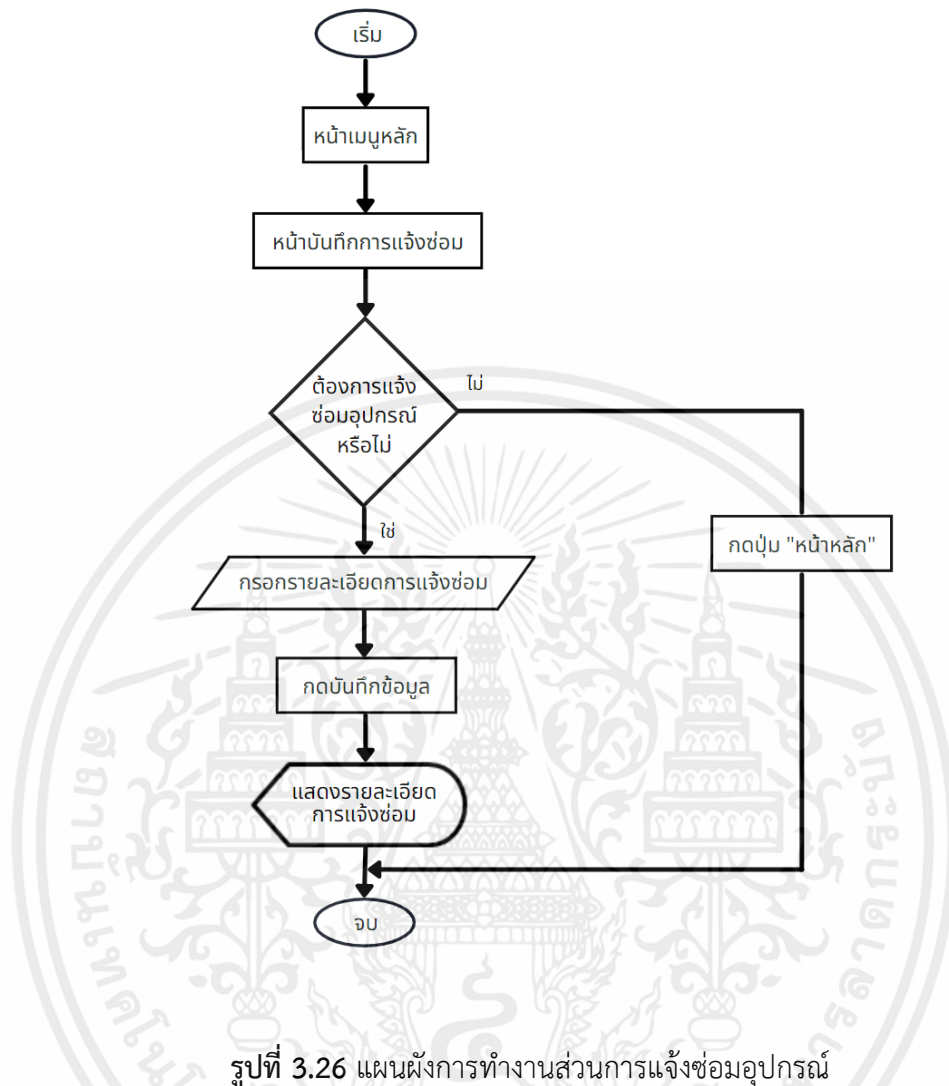 เริ่ม
หน้าเมนูหลัก
หน้าบันทึกการแจ้งซ่อม
ต้องการแจ้ง
ซ่อมอุปกรณ์
หรือไม่
ไม่
ใช่
กดปุ่ม "หน้าหลัก"
กรอกรายละเอียดการแจ้งซ่อม
กดบันทึกข้อมูล
แสดงรายละเอียด
การแจ้งซ่อม
จบ
รูปที่ 3.26 แผนผังการทำงานส่วนการแจ้งซ่อมอุปกรณ์